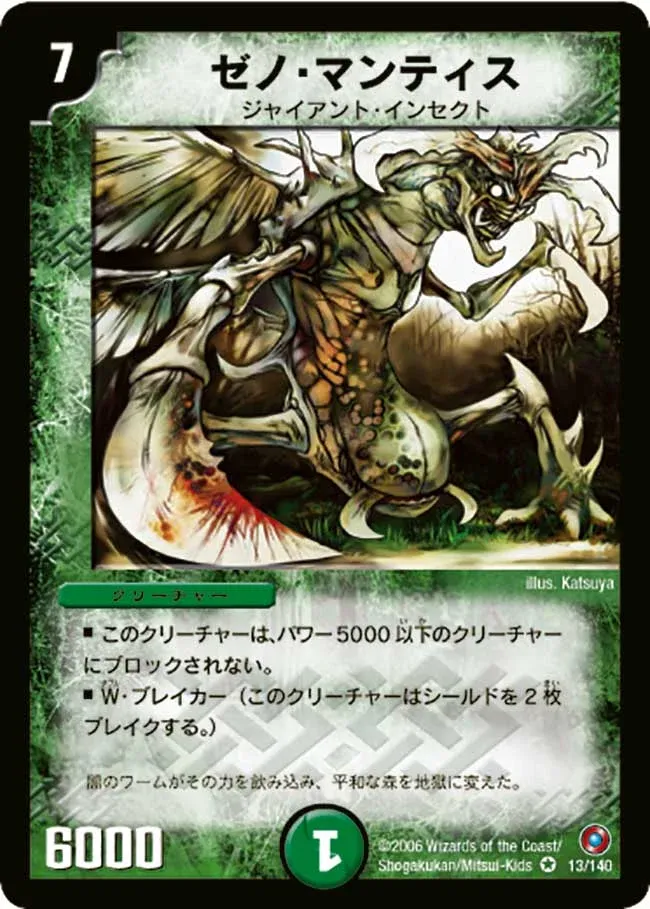 7
ゼノ・マンティス
ジャイアント・インセクト
illus. Katsuya
クリーチャー
■ このクリーチャーは、パワー5000以下のクリーチャー
にブロックされない。
■ W・ブレイカー（このクリーチャーはシールドを2枚
ブレイクする。）
闇のワームがその力を飲み込み、平和な森を地獄に変えた。
6000
1
©2006 Wizards of the Coast/
Shogakukan/Mitsui-Kids ✪ 13/140